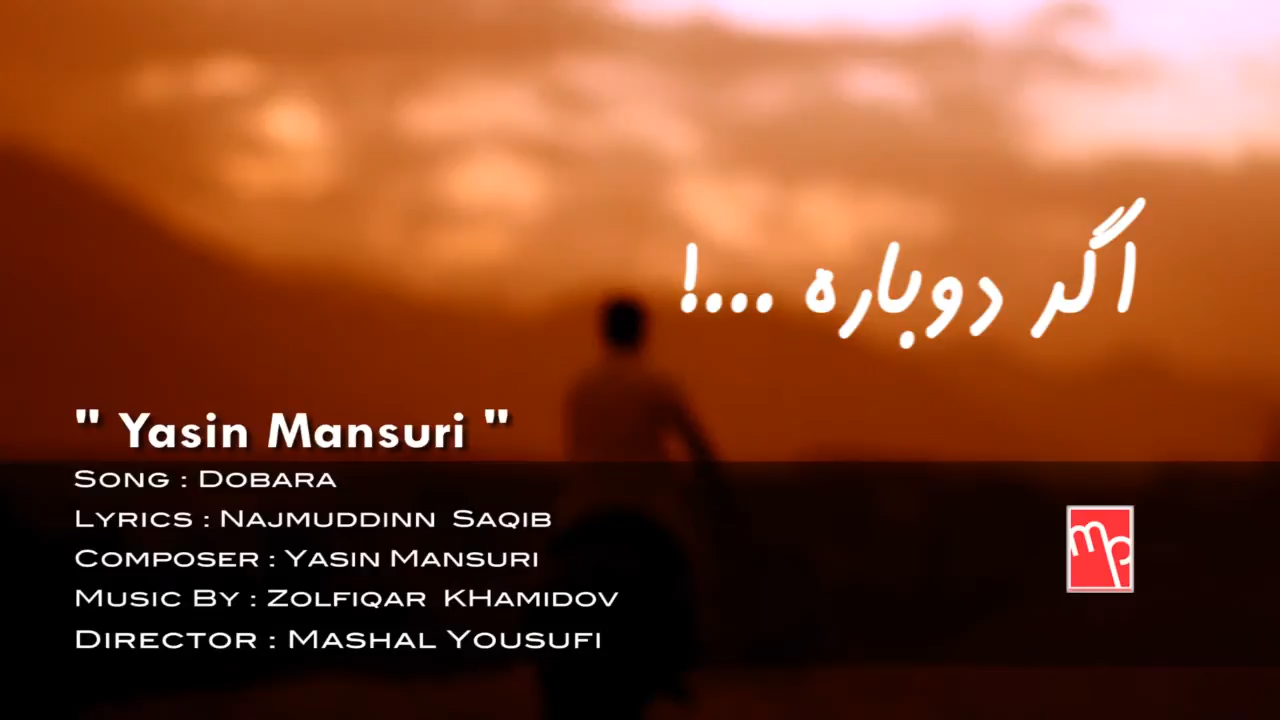 اگر دوباره ...!
" Yasin Mansuri "
Song : Dobara
Lyrics : Najmuddinn Saqib
Composer : Yasin Mansuri
Music By : Zolfiqar KHamidov
Director : Mashal Yousufi
mp